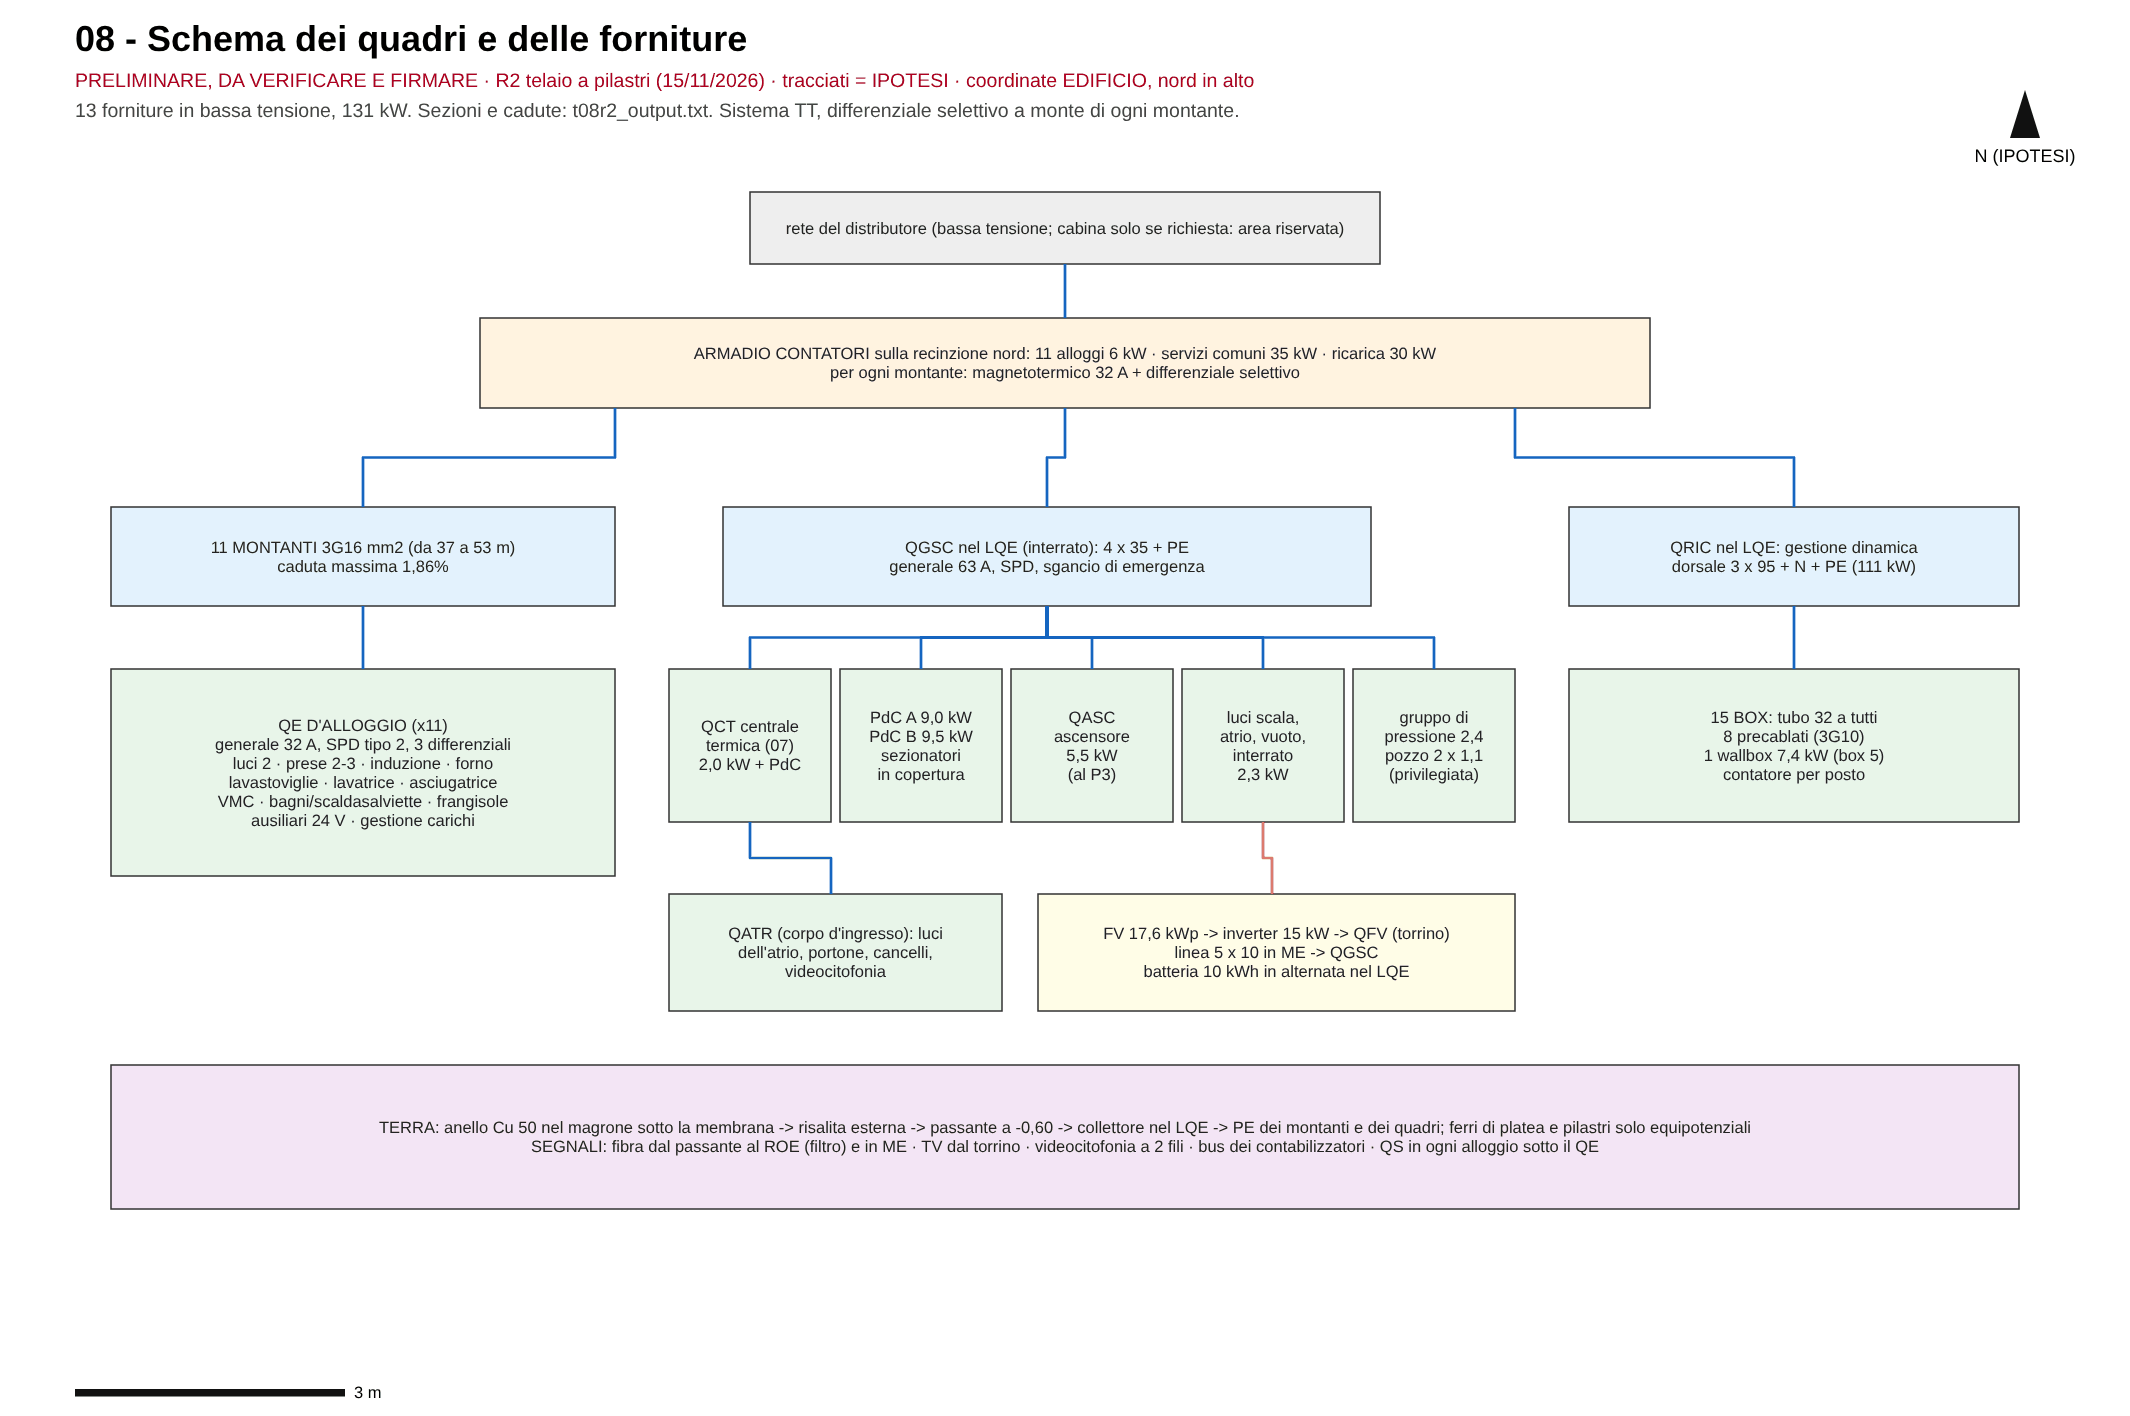 08 - Schema dei quadri e delle forniture
PRELIMINARE, DA VERIFICARE E FIRMARE · R2 telaio a pilastri (15/11/2026) · tracciati = IPOTESI · coordinate EDIFICIO, nord in alto
13 forniture in bassa tensione, 131 kW. Sezioni e cadute: t08r2_output.txt. Sistema TT, differenziale selettivo a monte di ogni montante.
N (IPOTESI)
rete del distributore (bassa tensione; cabina solo se richiesta: area riservata)
ARMADIO CONTATORI sulla recinzione nord: 11 alloggi 6 kW · servizi comuni 35 kW · ricarica 30 kW
per ogni montante: magnetotermico 32 A + differenziale selettivo
11 MONTANTI 3G16 mm2 (da 37 a 53 m)
caduta massima 1,86%
QGSC nel LQE (interrato): 4 x 35 + PE
generale 63 A, SPD, sgancio di emergenza
QRIC nel LQE: gestione dinamica
dorsale 3 x 95 + N + PE (111 kW)
QE D'ALLOGGIO (x11)
generale 32 A, SPD tipo 2, 3 differenziali
luci 2 · prese 2-3 · induzione · forno
lavastoviglie · lavatrice · asciugatrice
VMC · bagni/scaldasalviette · frangisole
ausiliari 24 V · gestione carichi
QCT centrale
termica (07)
2,0 kW + PdC
PdC A 9,0 kW
PdC B 9,5 kW
sezionatori
in copertura
QASC
ascensore
5,5 kW
(al P3)
luci scala,
atrio, vuoto,
interrato
2,3 kW
gruppo di
pressione 2,4
pozzo 2 x 1,1
(privilegiata)
15 BOX: tubo 32 a tutti
8 precablati (3G10)
1 wallbox 7,4 kW (box 5)
contatore per posto
QATR (corpo d'ingresso): luci
dell'atrio, portone, cancelli,
videocitofonia
FV 17,6 kWp -> inverter 15 kW -> QFV (torrino)
linea 5 x 10 in ME -> QGSC
batteria 10 kWh in alternata nel LQE
TERRA: anello Cu 50 nel magrone sotto la membrana -> risalita esterna -> passante a -0,60 -> collettore nel LQE -> PE dei montanti e dei quadri; ferri di platea e pilastri solo equipotenziali
SEGNALI: fibra dal passante al ROE (filtro) e in ME · TV dal torrino · videocitofonia a 2 fili · bus dei contabilizzatori · QS in ogni alloggio sotto il QE
3 m